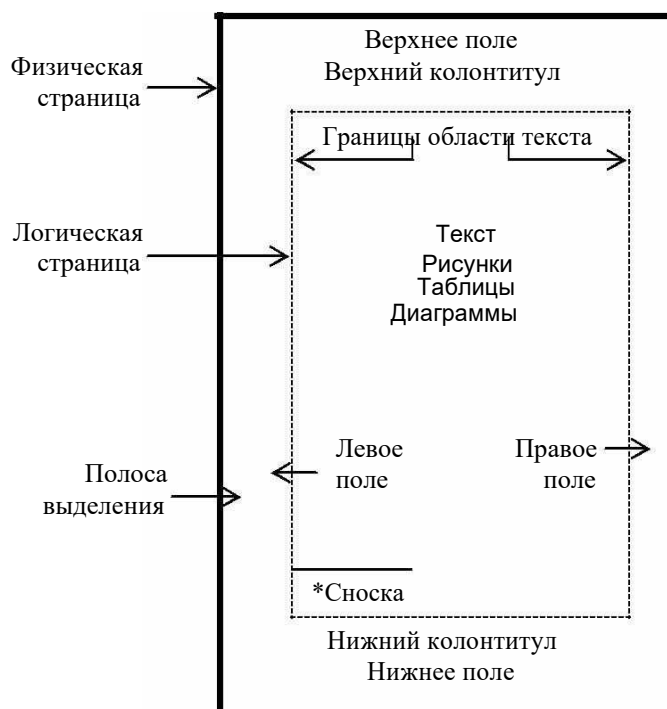 Верхнее поле
Верхний колонтитул
Физическая
страница
Границы области текста
Логическая
страница
Текст
Рисунки
Таблицы
Диаграммы
Левое
поле
Правое
поле
Полоса
выделения
*Сноска
Нижний колонтитул
Нижнее поле